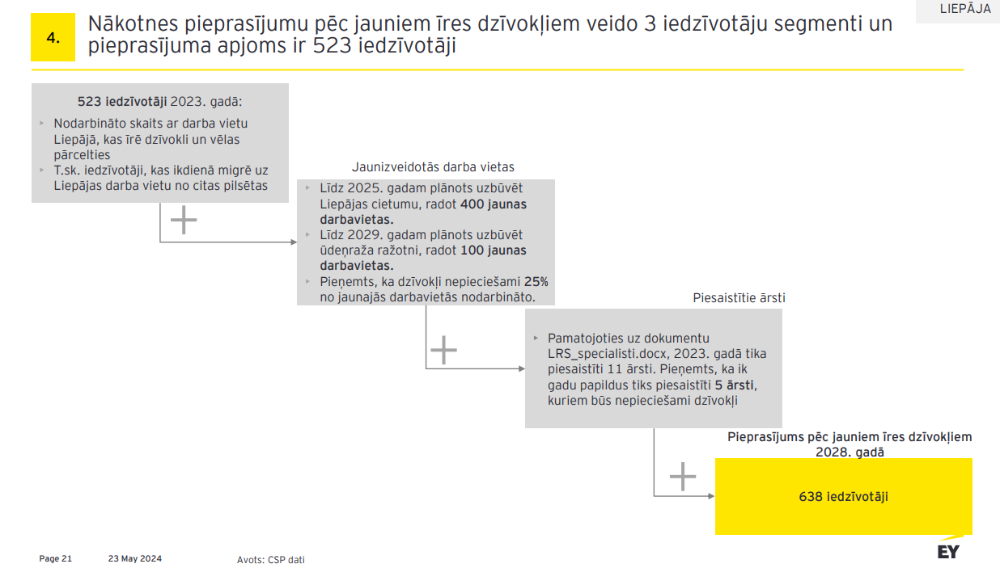 LIEPĀJA
4.
Nākotnes pieprasījumu pēc jauniem īres dzīvokļiem veido 3 iedzīvotāju segmenti un
pieprasījuma apjoms ir 523 iedzīvotāji
523 iedzīvotāji 2023. gadā:
Nodarbināto skaits ar darba vietu
Liepājā, kas īrē dzīvokli un vēlas
pārcelties
T.sk. iedzīvotāji, kas ikdienā migrē uz
Liepājas darba vietu no citas pilsētas
Jaunizveidotās darba vietas
Līdz 2025. gadam plānots uzbūvēt
Liepājas cietumu, radot 400 jaunas
darbavietas.
Līdz 2029. gadam plānots uzbūvēt
ūdeņraža ražotni, radot 100 jaunas
darbavietas.
Pieņemts, ka dzīvokļi nepieciešami 25%
no jaunajās darbavietās nodarbināto.
Piesaistītie ārsti
Pamatojoties uz dokumentu
LRS_specialisti.docx, 2023. gadā tika
piesaistīti 11 ārsti. Pieņemts, ka ik
gadu papildus tiks piesaistīti 5 ārsti,
kuriem būs nepieciešami dzīvokļi
Pieprasījums pēc jauniem īres dzīvokļiem
2028. gadā
638 iedzīvotāji
Page 21
23 May 2024
Avots: CSP dati
EY